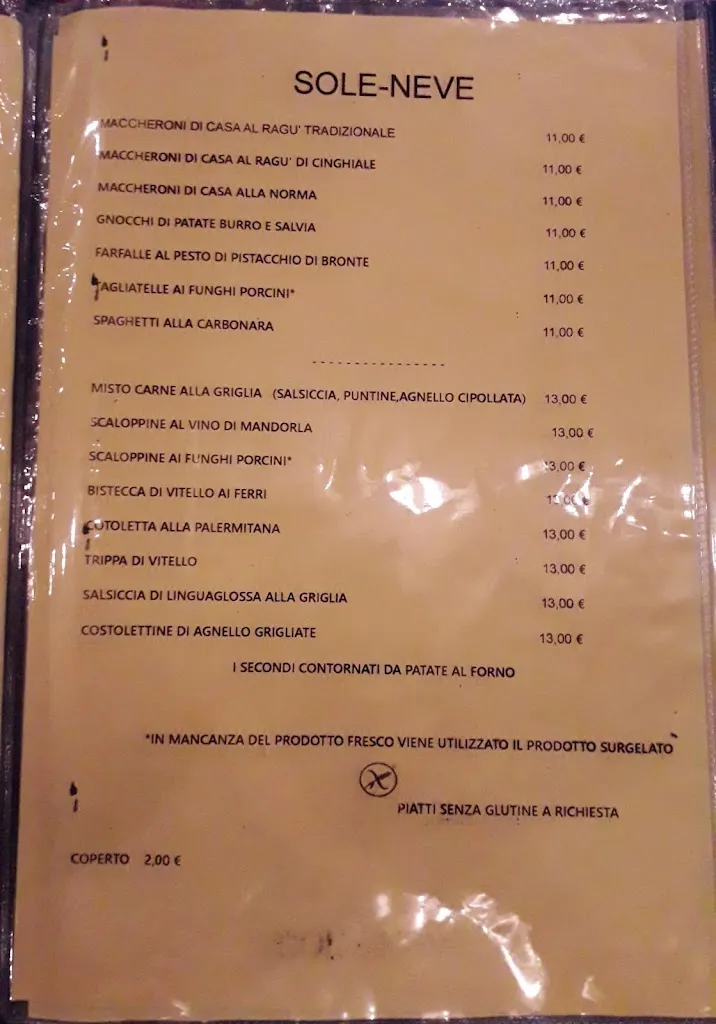 SOLE-NEVE
MACCHERONI DI CASA AL RAGU' TRADIZIONALE 11,00 €
MACCHERONI DI CASA AL RAGU' DI CINGHIALE 11,00 €
MACCHERONI DI CASA ALLA NORMA 11,00 €
GNOCCHI DI PATATE BURRO E SALVIA 11,00 €
FARFALLE AL PESTO DI PISTACCHIO DI BRONTE 11,00 €
TAGLIATELLE AI FUNGHI PORCINI* 11,00 €
SPAGHETTI ALLA CARBONARA 11,00 €
- - - - - - - - - - - - - - -
MISTO CARNE ALLA GRIGLIA (SALSICCIA, PUNTINE,AGNELLO CIPOLLATA) 13,00 €
SCALOPPINE AL VINO DI MANDORLA 13,00 €
SCALOPPINE AI FUNGHI PORCINI* 13,00 €
BISTECCA DI VITELLO AI FERRI 13,00 €
COTOLETTA ALLA PALERMITANA 13,00 €
TRIPPA DI VITELLO 13,00 €
SALSICCIA DI LINGUAGLOSSA ALLA GRIGLIA 13,00 €
COSTOLETTINE DI AGNELLO GRIGLIATE 13,00 €
I SECONDI CONTORNATI DA PATATE AL FORNO
*IN MANCANZA DEL PRODOTTO FRESCO VIENE UTILIZZATO IL PRODOTTO SURGELATO
PIATTI SENZA GLUTINE A RICHIESTA
COPERTO 2,00 €